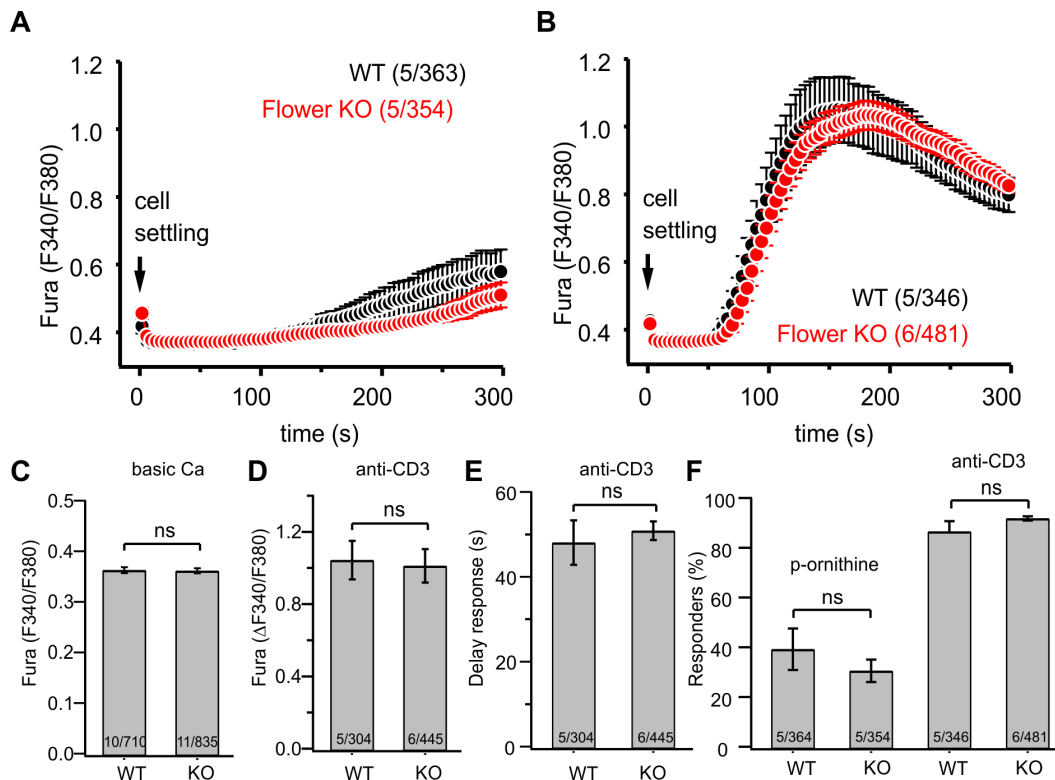 A
1.2
1.0
0.8
0.6
0.4
Fura (F340/F380)
WT (5/363)
Flower KO (5/354)
cell
settling
0
100
200
300
time (s)
B
1.2
1.0
0.8
0.6
0.4
Fura (F340/F380)
cell
settling
WT (5/346)
Flower KO (6/481)
0
100
200
300
time (s)
C
basic Ca
0.5
0.4
0.3
0.2
0.1
0.0
Fura (F340/F380)
ns
10/710
11/835
WT
KO
D
anti-CD3
1.2
0.8
0.4
0.0
Fura (ΔF340/F380)
ns
5/304
6/445
WT
KO
E
anti-CD3
60
40
20
0
Delay response (s)
ns
5/304
6/445
WT
KO
F
anti-CD3
100
80
60
40
20
0
Responders (%)
ns
p-ornithine
ns
5/364
5/354
5/346
6/481
WT
KO
WT
KO